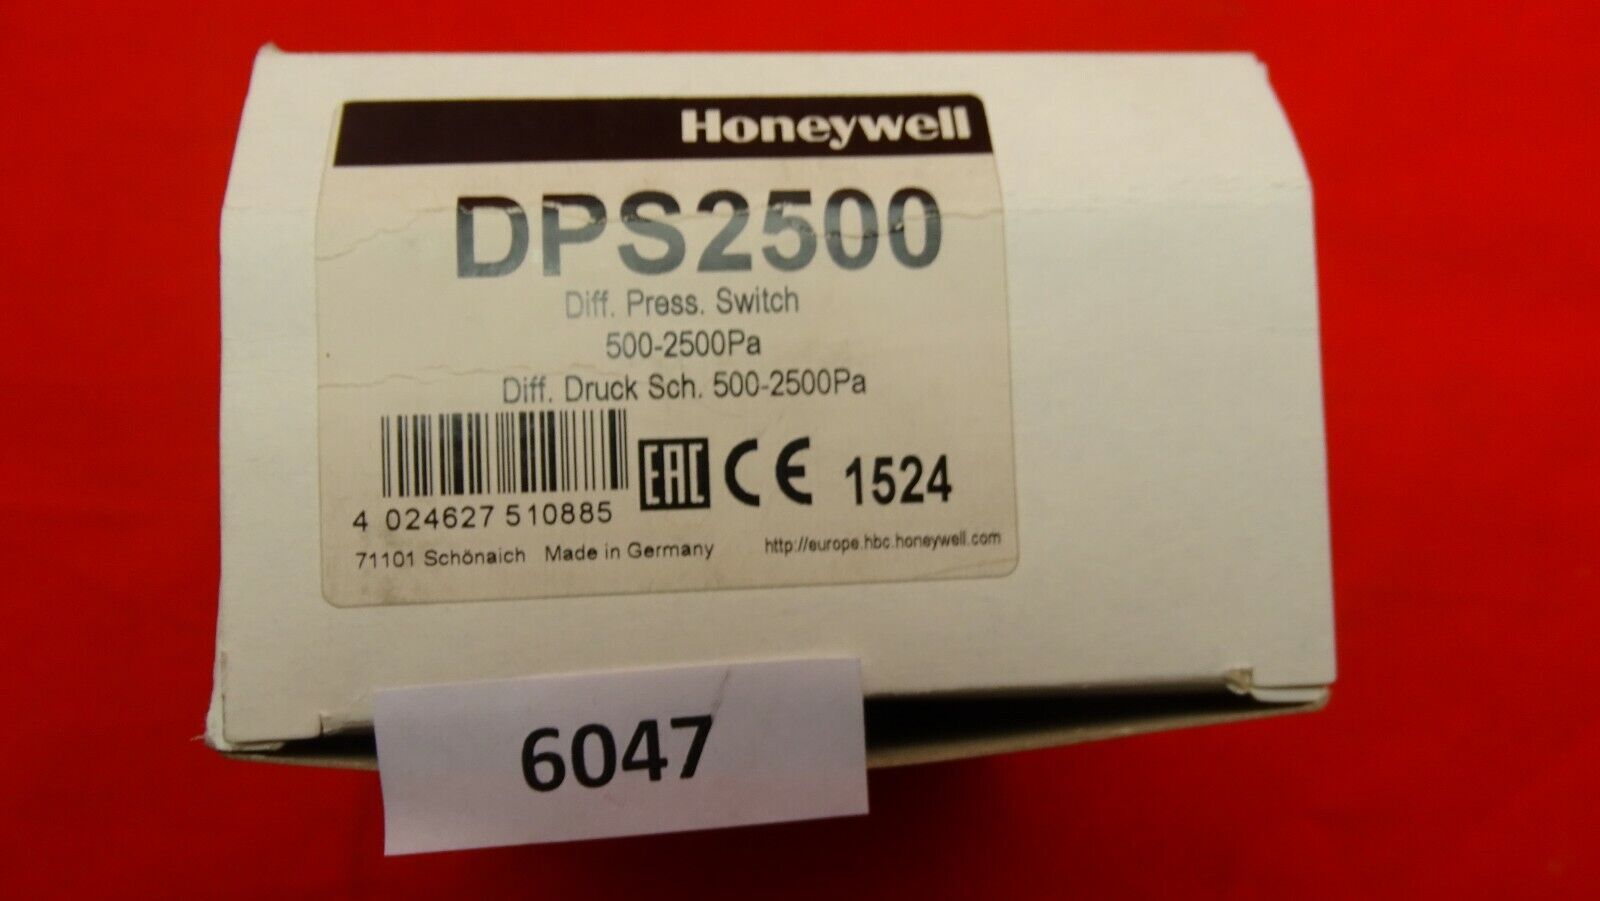 Honeywell
DPS2500
Diff. Press. Switch
500-2500Pa
Diff. Druck Sch. 500-2500Pa
EAC CE 1524
4 024627 510885
71101 Schönaich Made in Germany http://europe.hbc.honeywell.com
6047